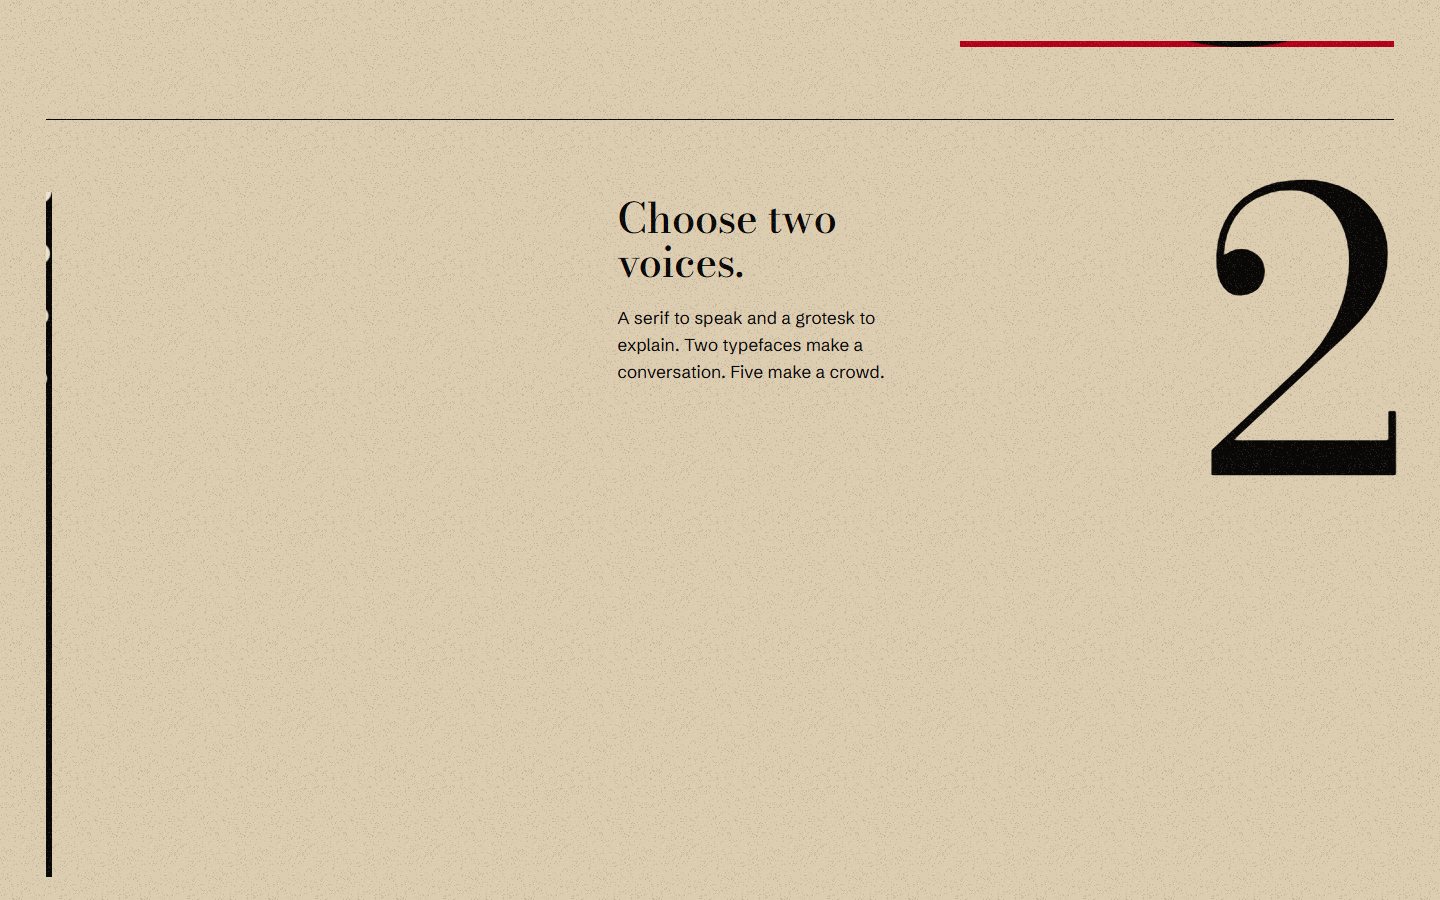 Choose two
voices.
2
A serif to speak and a grotesk to
explain. Two typefaces make a
conversation. Five make a crowd.